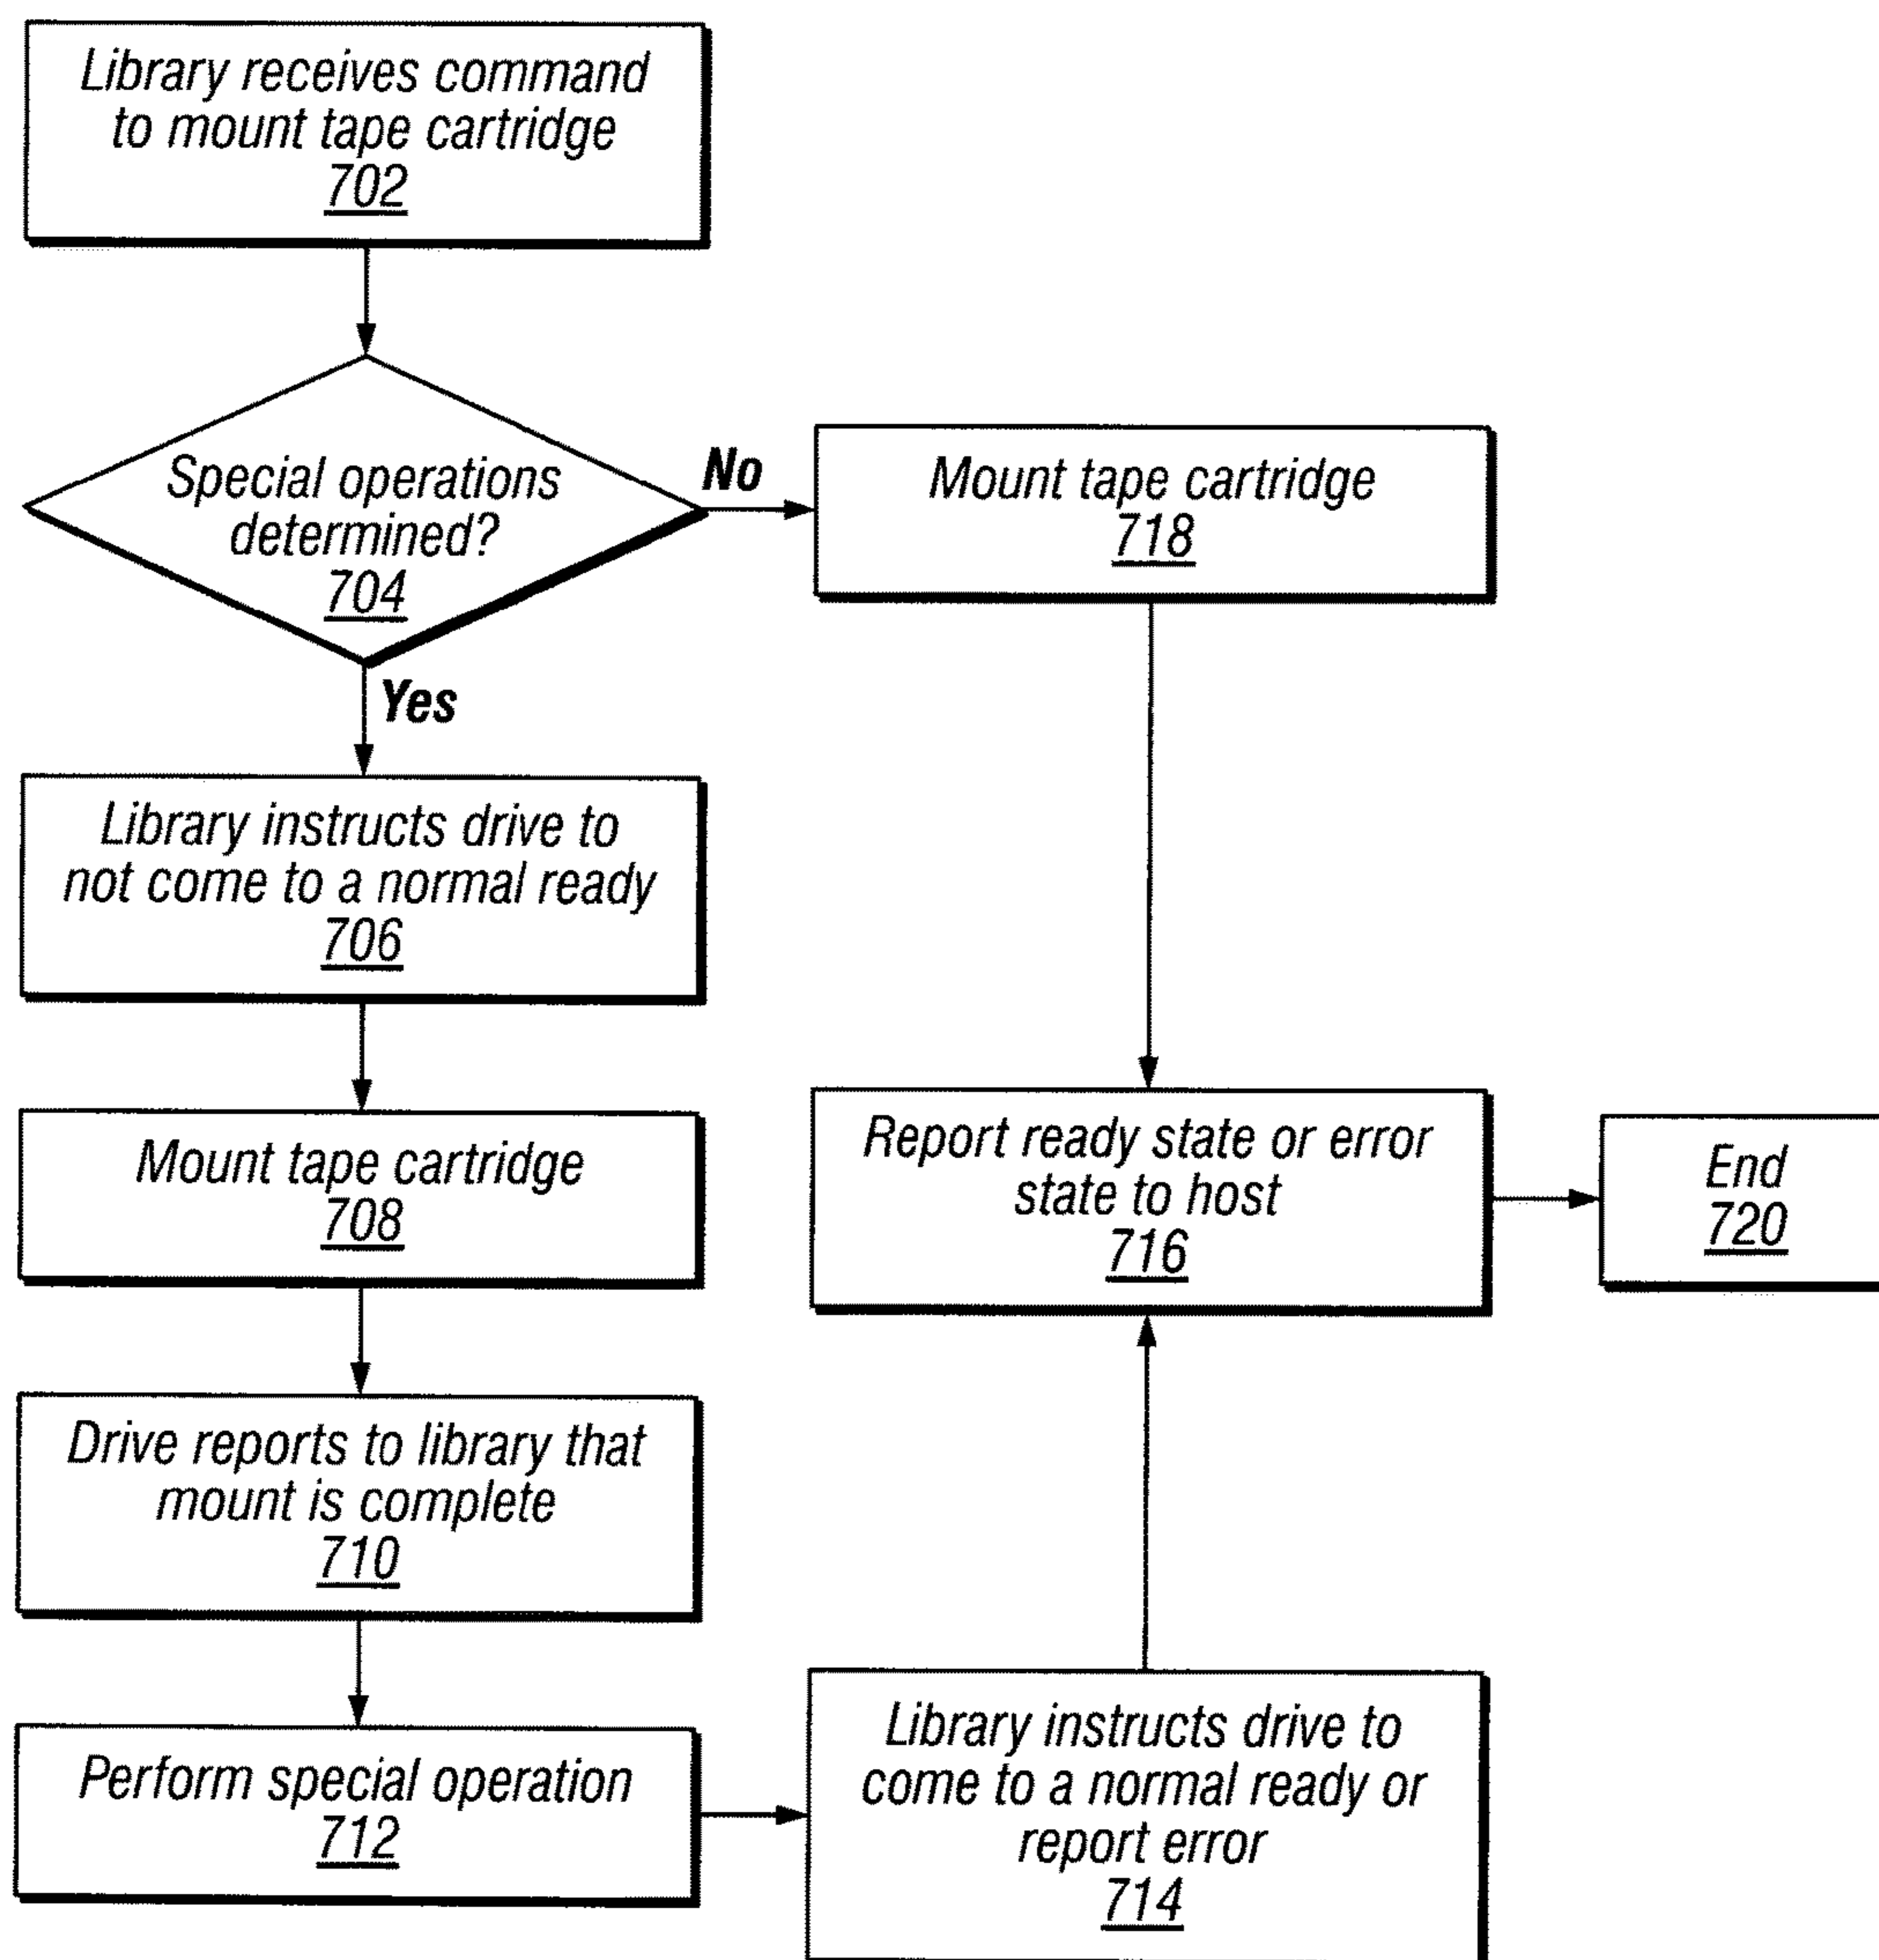 Library receives command
to mount tape cartridge
702
Special operations
determined?
704
No
Mount tape cartridge
718
Yes
Library instructs drive to
not come to a normal ready
706
Mount tape cartridge
708
Report ready state or error
state to host
716
End
720
Drive reports to library that
mount is complete
710
Perform special operation
712
Library instructs drive to
come to a normal ready or
report error
714